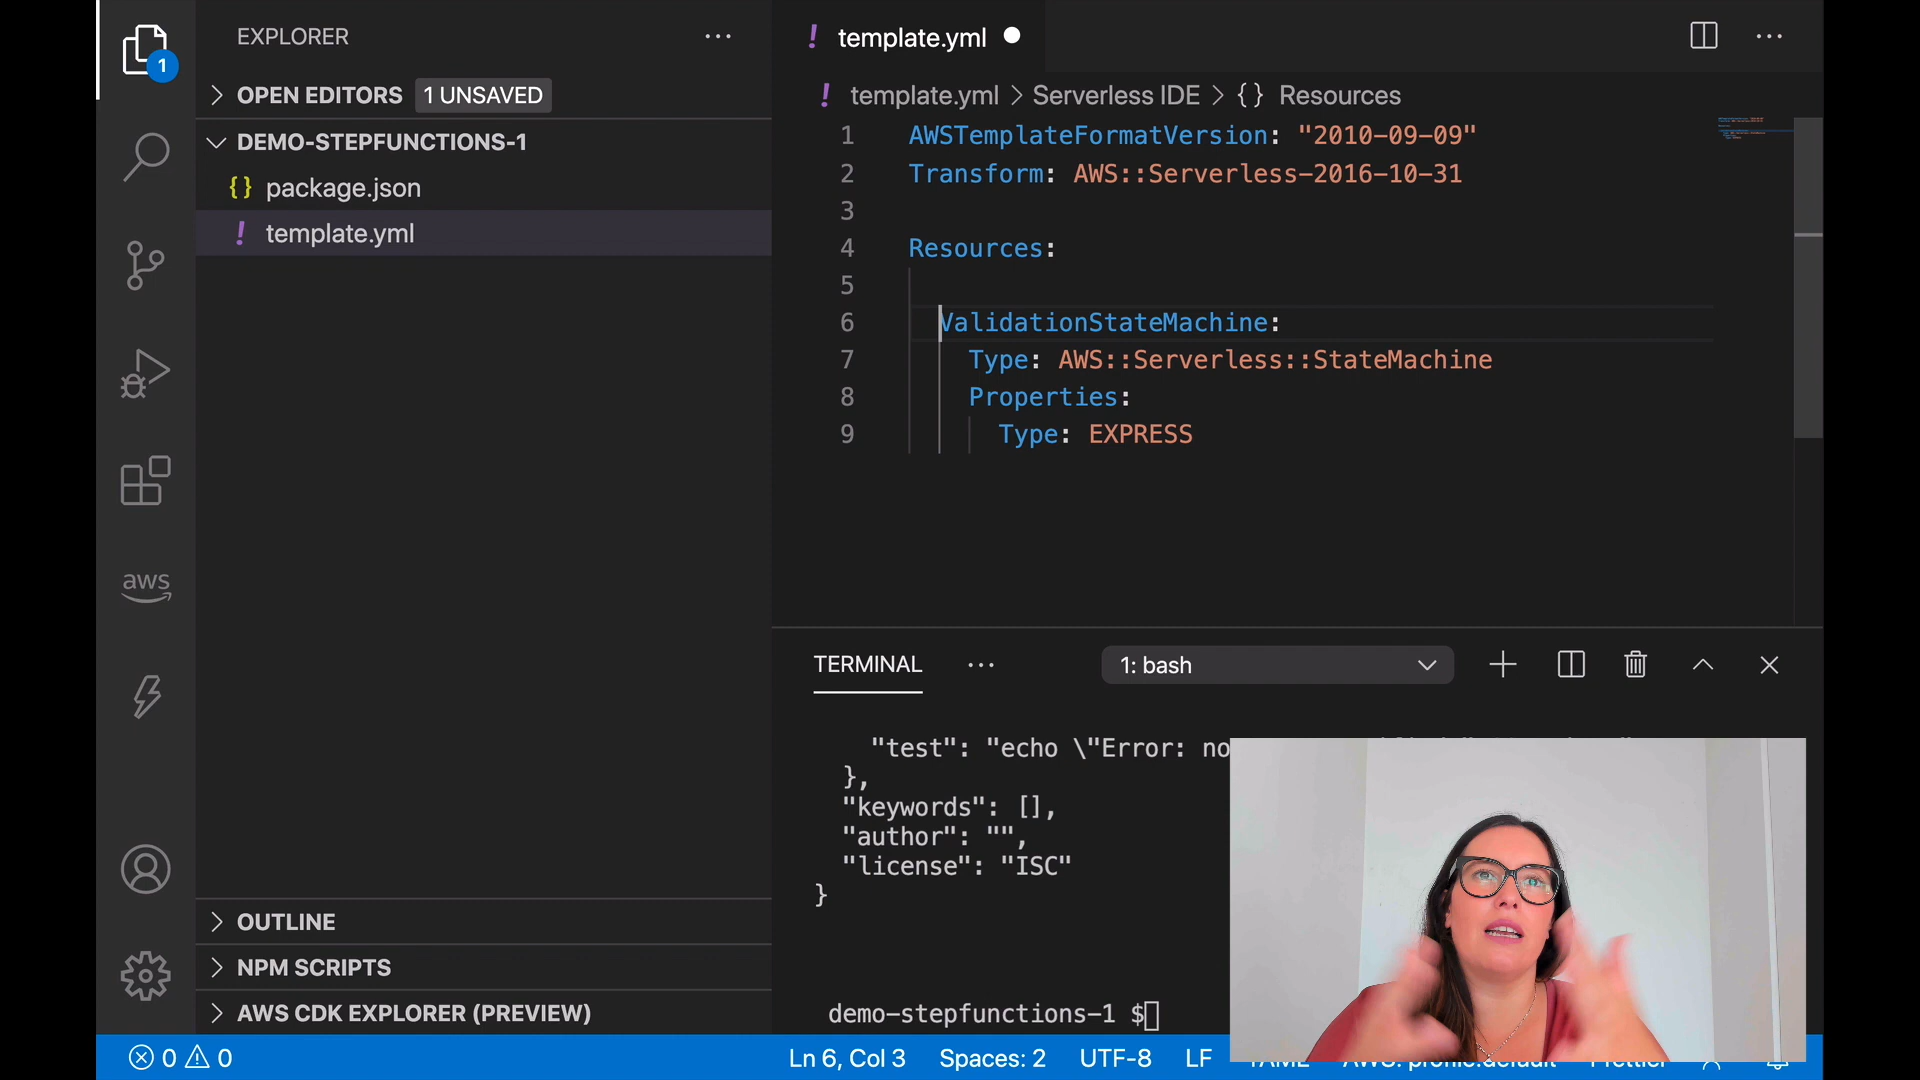 EXPLORER
1
OPEN EDITORS 1 UNSAVED
DEMO-STEPFUNCTIONS-1
{} package.json
! template.yml
aws
OUTLINE
NPM SCRIPTS
AWS CDK EXPLORER (PREVIEW)
! template.yml
! template.yml > Serverless IDE > {} Resources
1 AWSTemplateFormatVersion: "2010-09-09"
2 Transform: AWS::Serverless-2016-10-31
3
4 Resources:
5
6 ValidationStateMachine:
7 Type: AWS::Serverless::StateMachine
8 Properties:
9 Type: EXPRESS
TERMINAL
1: bash
"test": "echo \"Error: no
},
"keywords": [],
"author": "",
"license": "ISC"
}
demo-stepfunctions-1 $
0 0 Ln 6, Col 3 Spaces: 2 UTF-8 LF